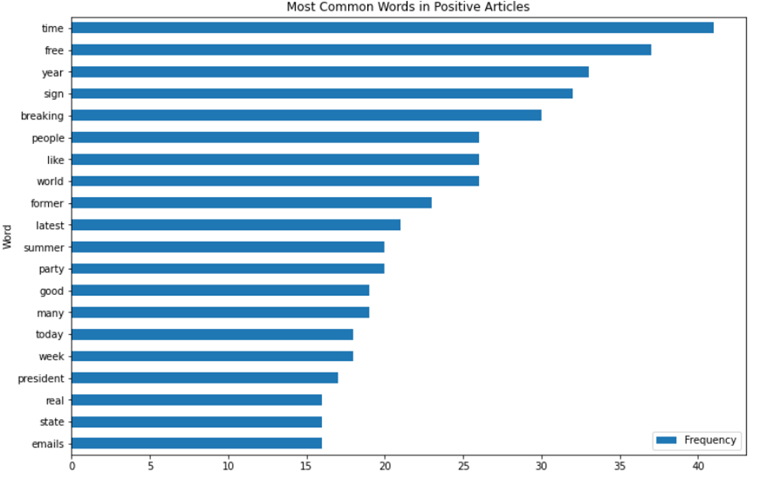 Most Common Words in Positive Articles
time
free
year
sign
breaking
people
like
world
former
latest
summer
party
good
many
today
week
president
real
state
emails
Word
Frequency
0 5 10 15 20 25 30 35 40